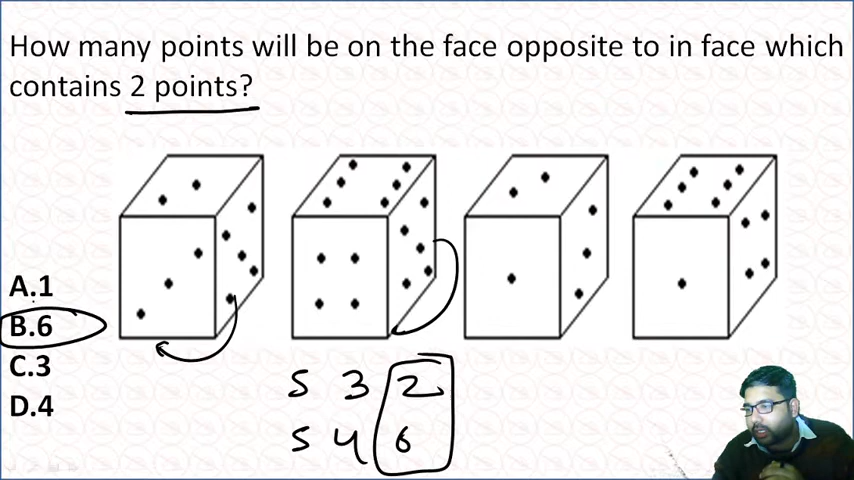 How many points will be on the face opposite to in face which
contains 2 points?
A.1
B.6
C.3
D.4
5 3 2
5 4 6